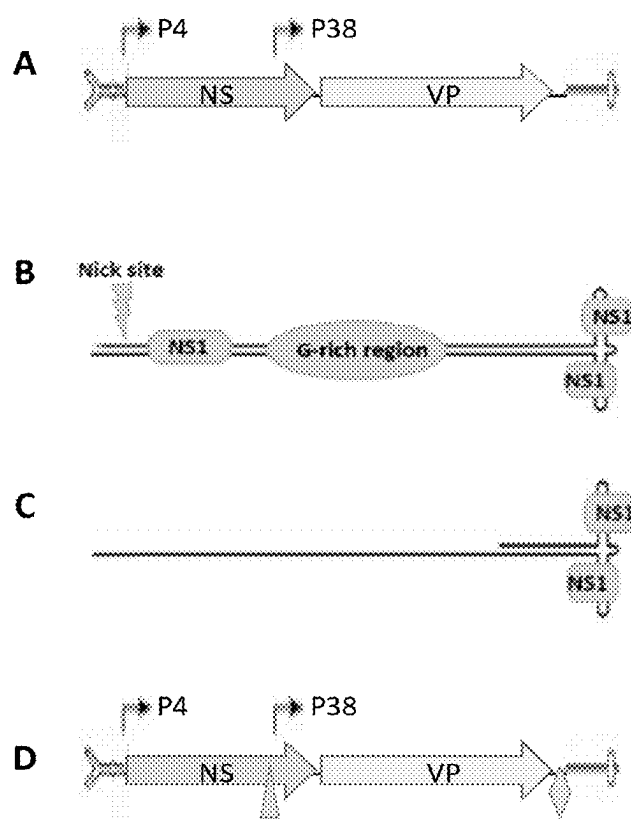 A
P4
P38
NS
VP
B
Nick site
NS1
G-rich region
NS1
NS1
C
NS1
NS1
D
P4
P38
NS
VP